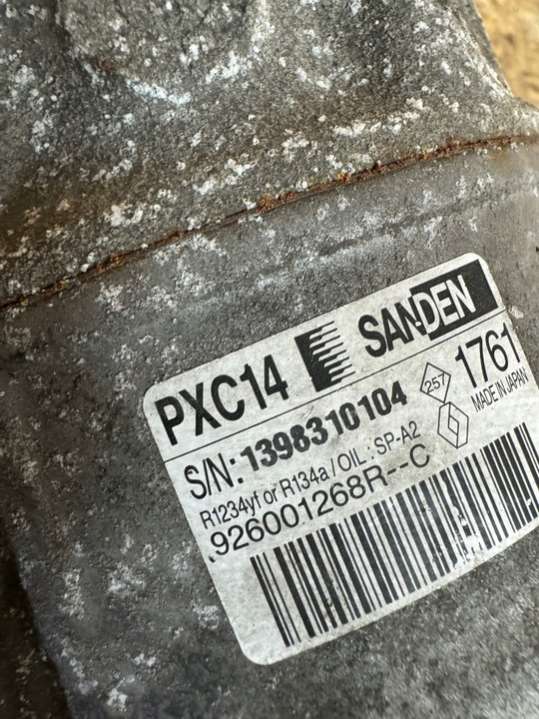 PXC14 SANDEN
S/N: 1398310104 257 1761
R1234yf or R134a / OIL : SP-A2 MADE IN JAPAN
926001268R--C